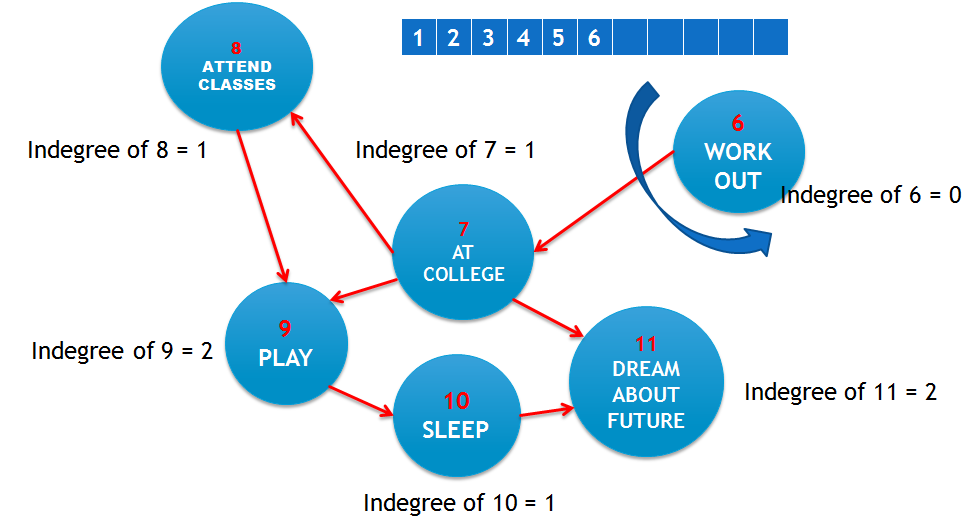 1 2 3 4 5 6
8
ATTEND
CLASSES
6
WORK
OUT
Indegree of 8 = 1
Indegree of 7 = 1
Indegree of 6 = 0
7
AT
COLLEGE
9
PLAY
Indegree of 9 = 2
11
DREAM
ABOUT
FUTURE
Indegree of 11 = 2
10
SLEEP
Indegree of 10 = 1